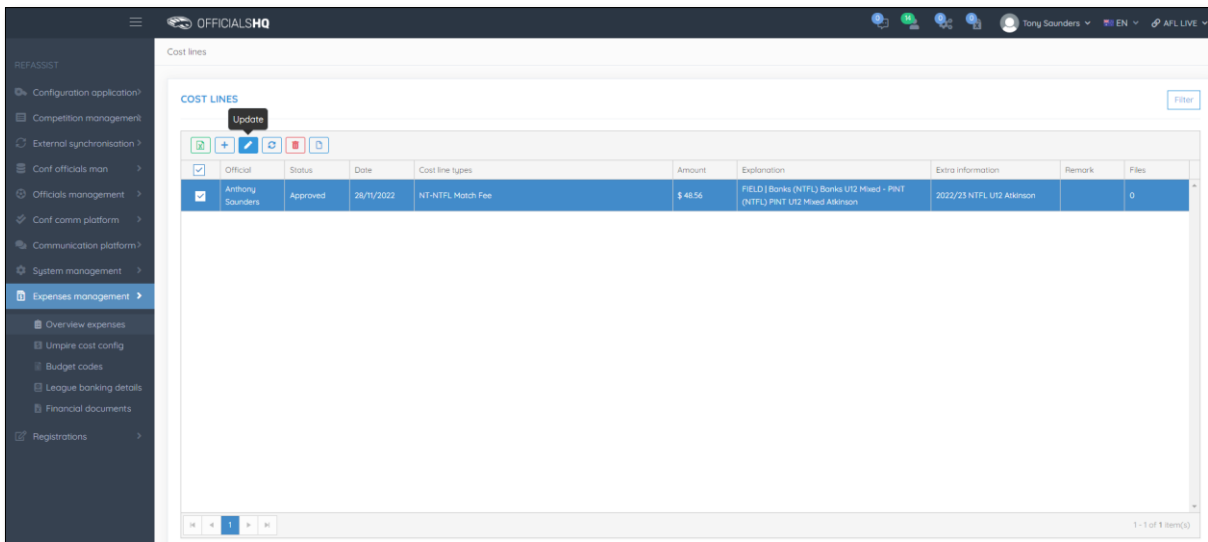 OFFICIALSHQ
0
14
0
0
Tony Saunders
EN
AFL LIVE
REFASSIST
Configuration application
Competition management
External synchronisation
Conf officials man
Officials management
Conf comm platform
Communication platform
System management
Expenses management
Overview expenses
Umpire cost config
Budget codes
League banking details
Financial documents
Registrations
Cost lines
COST LINES
Filter
Update
Official Status Date Cost line types Amount Explanation Extra information Remark Files
Anthony Saunders Approved 28/11/2022 NT-NTFL Match Fee $ 48.56 FIELD | Banks (NTFL) Banks U12 Mixed - PINT (NTFL) PINT U12 Mixed Atkinson 2022/23 NTFL U12 Atkinson 0
1
1 - 1 of 1 item(s)